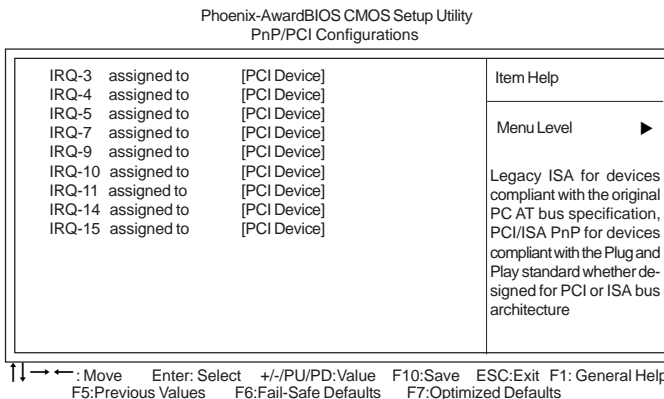 Phoenix-AwardBIOS CMOS Setup Utility
PnP/PCI Configurations
IRQ-3 assigned to [PCI Device]
IRQ-4 assigned to [PCI Device]
IRQ-5 assigned to [PCI Device]
IRQ-7 assigned to [PCI Device]
IRQ-9 assigned to [PCI Device]
IRQ-10 assigned to [PCI Device]
IRQ-11 assigned to [PCI Device]
IRQ-14 assigned to [PCI Device]
IRQ-15 assigned to [PCI Device]
Item Help
Menu Level ▶
Legacy ISA for devices
compliant with the original
PC AT bus specification,
PCI/ISA PnP for devices
compliant with the Plug and
Play standard whether de-
signed for PCI or ISA bus
architecture
↑↓→←: Move Enter: Select +/-/PU/PD:Value F10:Save ESC:Exit F1: General Help
F5:Previous Values F6:Fail-Safe Defaults F7:Optimized Defaults